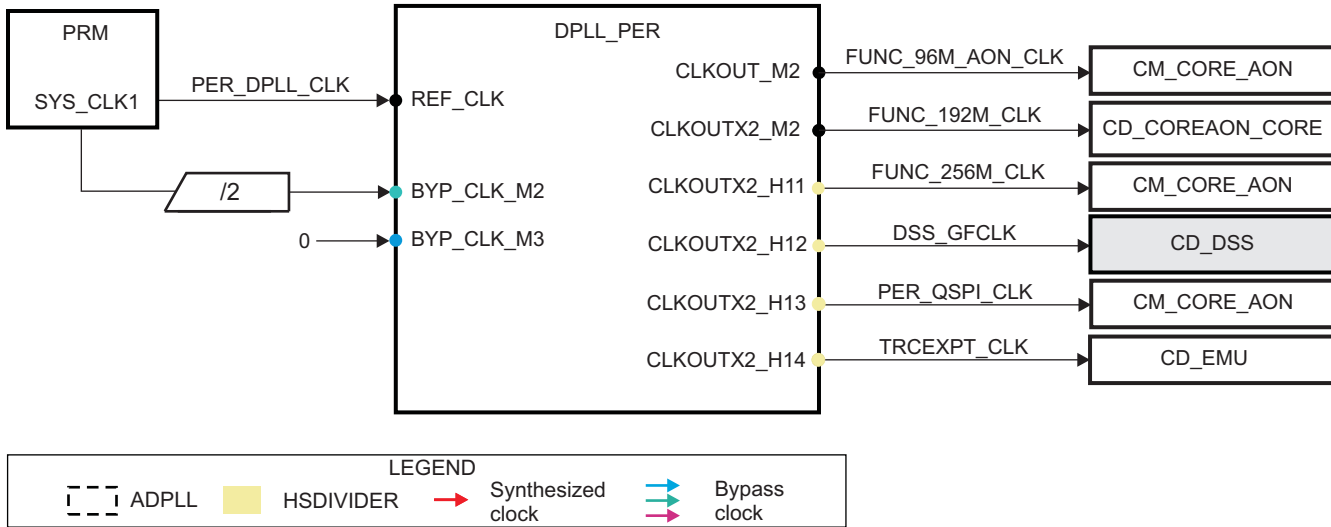 PRM
SYS_CLK1
PER_DPLL_CLK
/2
0
DPLL_PER
REF_CLK
BYP_CLK_M2
BYP_CLK_M3
CLKOUT_M2
CLKOUTX2_M2
CLKOUTX2_H11
CLKOUTX2_H12
CLKOUTX2_H13
CLKOUTX2_H14
FUNC_96M_AON_CLK
FUNC_192M_CLK
FUNC_256M_CLK
DSS_GFCLK
PER_QSPI_CLK
TRCEXPT_CLK
CM_CORE_AON
CD_COREAON_CORE
CM_CORE_AON
CD_DSS
CM_CORE_AON
CD_EMU
LEGEND
ADPLL
HSDIVIDER
Synthesized
clock
Bypass
clock